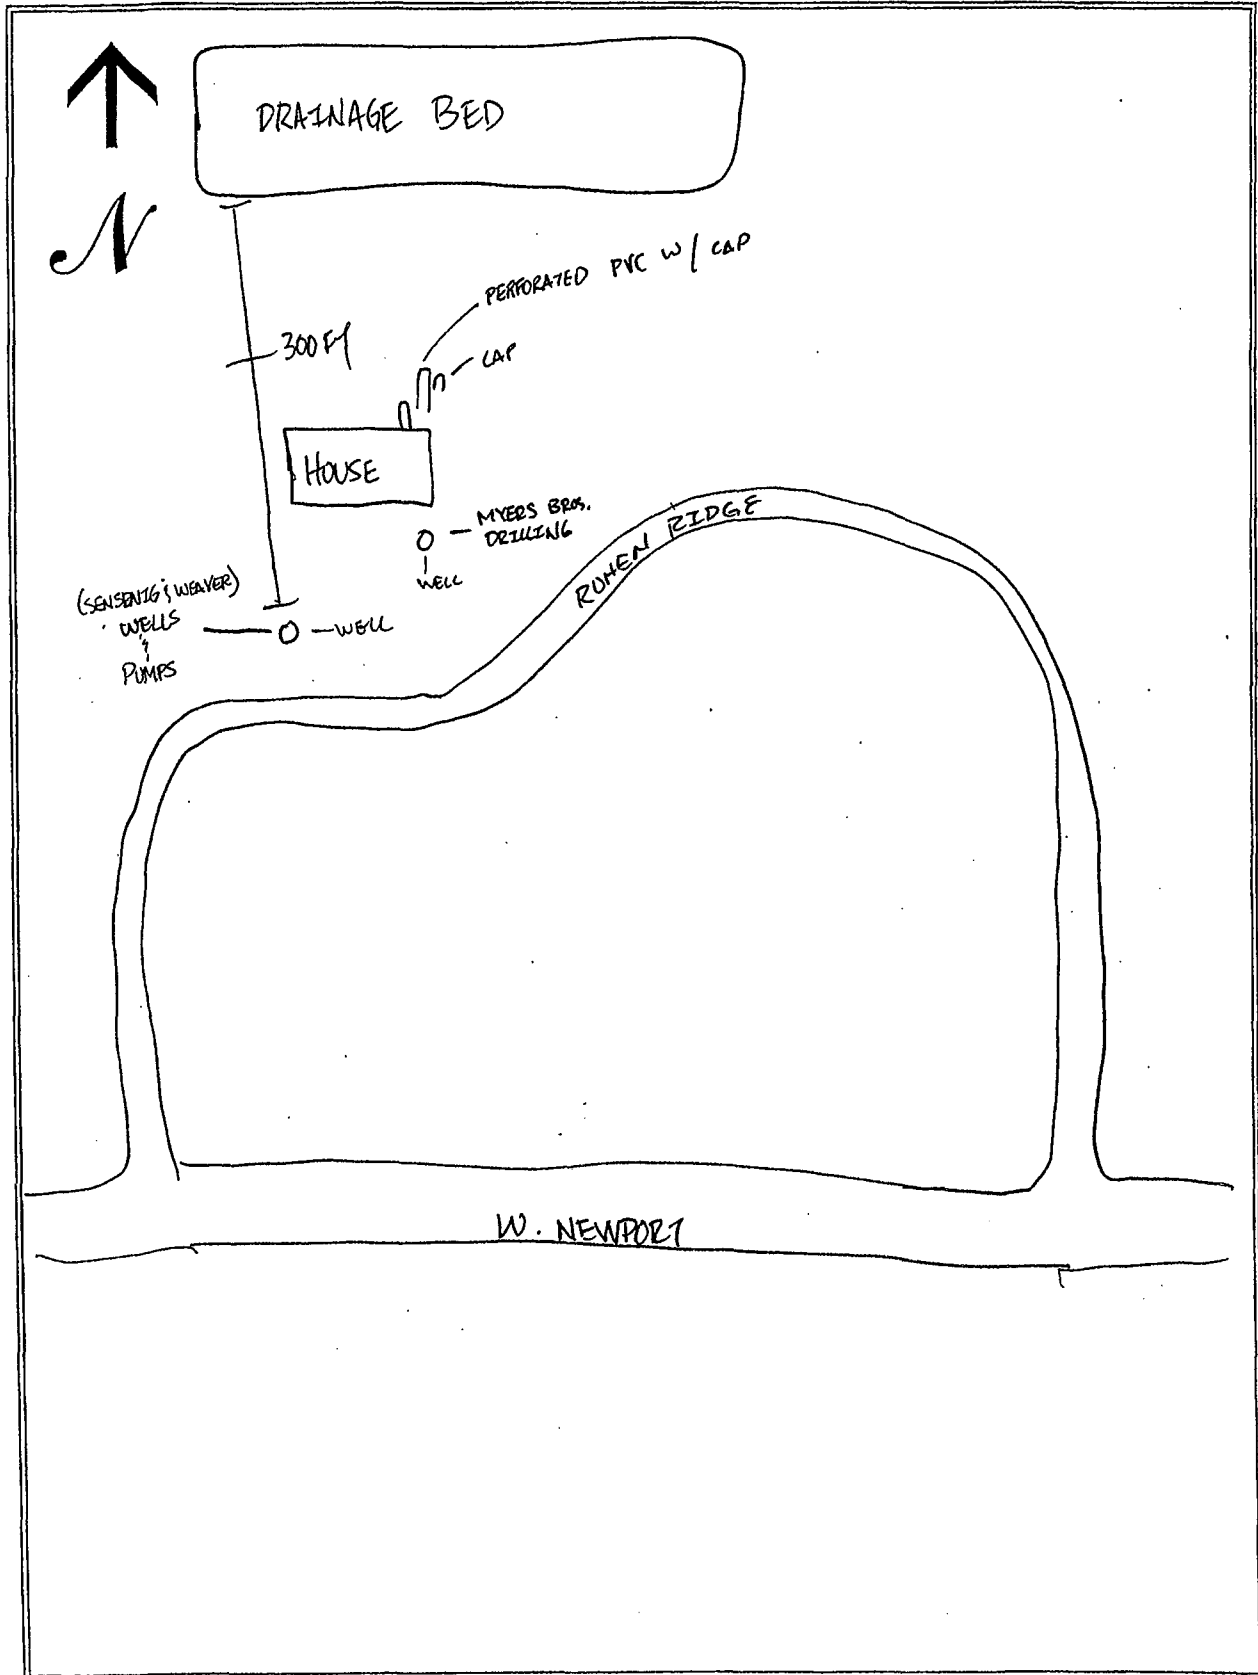 N
DRAINAGE BED
PERFORATED PVC W/ CAP
300 FT
CAP
HOUSE
MYERS BROS.
DRILLING
WELL
(SENSENIG & WEAVER)
WELLS
&
PUMPS
WELL
RUHEN RIDGE
W. NEWPORT